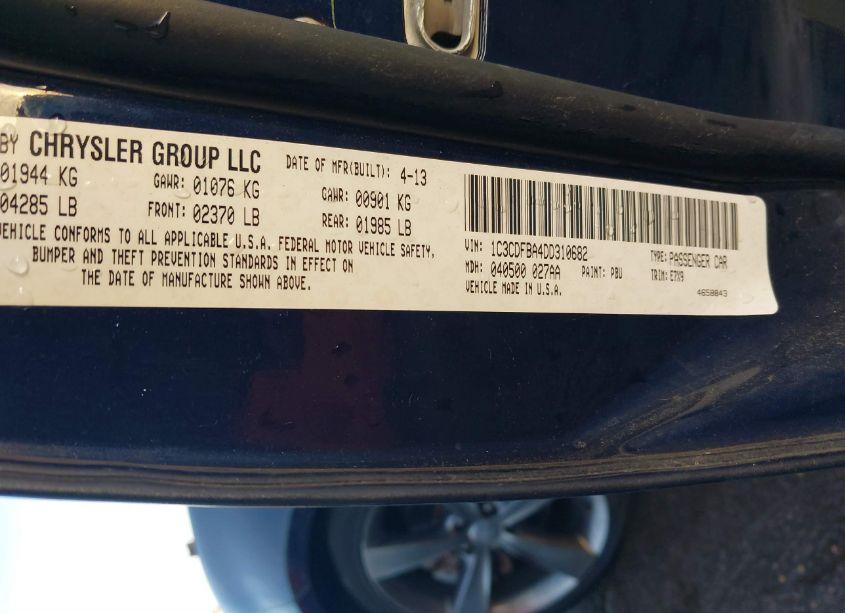 BY CHRYSLER GROUP LLC DATE OF MFR(BUILT): 4-13
01944 KG GAWR: 01076 KG GAWR: 00901 KG
04285 LB FRONT: 02370 LB REAR: 01985 LB
VEHICLE CONFORMS TO ALL APPLICABLE U.S.A. FEDERAL MOTOR VEHICLE SAFETY,
BUMPER AND THEFT PREVENTION STANDARDS IN EFFECT ON
THE DATE OF MANUFACTURE SHOWN ABOVE.
VIN: 1C3CDFBA4DD310682 TYPE: PASSENGER CAR
MDH: 040500 027AA PAINT: PBU TRIM: E7X9
VEHICLE MADE IN U.S.A. 4658843